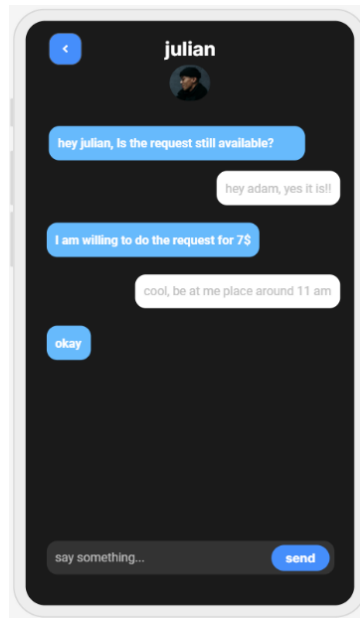 julian
hey julian, Is the request still available?
hey adam, yes it is!!
I am willing to do the request for 7$
cool, be at me place around 11 am
okay
say something...
send